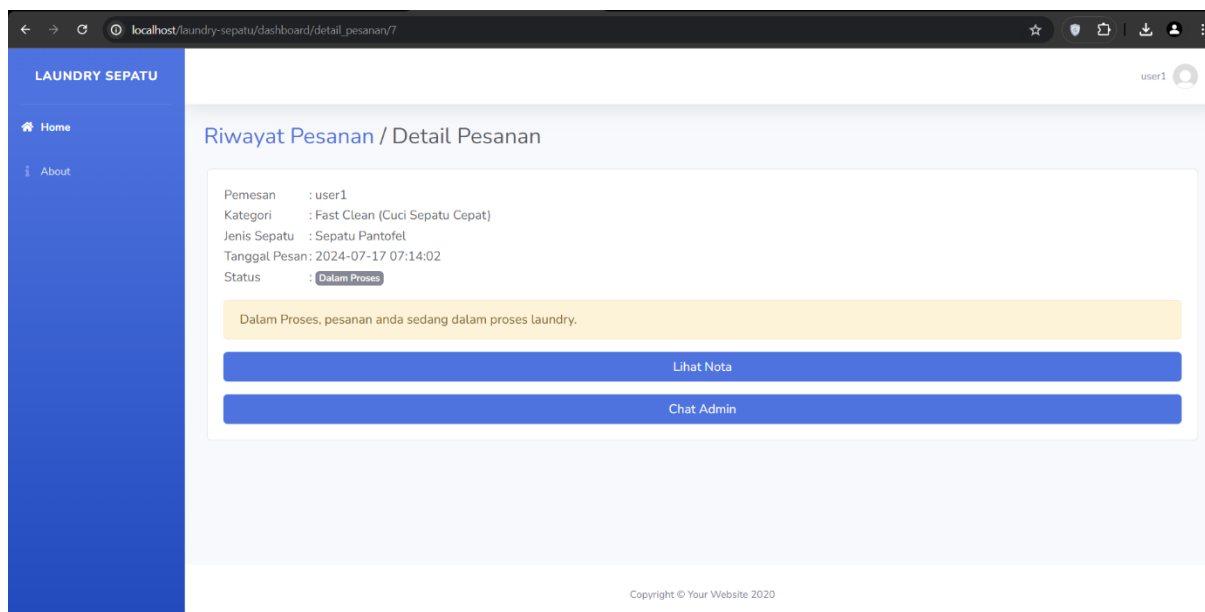 localhost/laundry-sepatu/dashboard/detail_pesanan/7
LAUNDRY SEPATU
user1
Home
About
Riwayat Pesanan / Detail Pesanan
Pemesan : user1
Kategori : Fast Clean (Cuci Sepatu Cepat)
Jenis Sepatu : Sepatu Pantofel
Tanggal Pesan : 2024-07-17 07:14:02
Status : Dalam Proses
Dalam Proses, pesanan anda sedang dalam proses laundry.
Lihat Nota
Chat Admin
Copyright © Your Website 2020